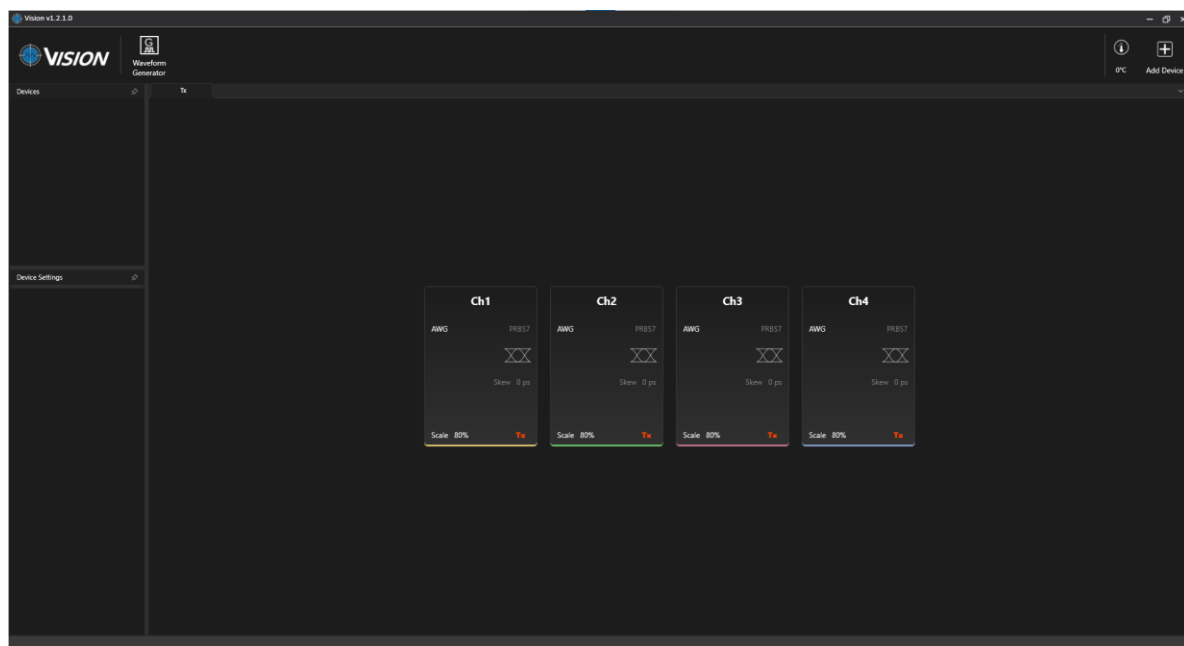 Vision v1.2.1.0
VISION
G
Waveform
Generator
0°C
Add Device
Devices
Tx
Device Settings
Ch1
AWG PRBS7
Skew 0 ps
Scale 80% Tx
Ch2
AWG PRBS7
Skew 0 ps
Scale 80% Tx
Ch3
AWG PRBS7
Skew 0 ps
Scale 80% Tx
Ch4
AWG PRBS7
Skew 0 ps
Scale 80% Tx